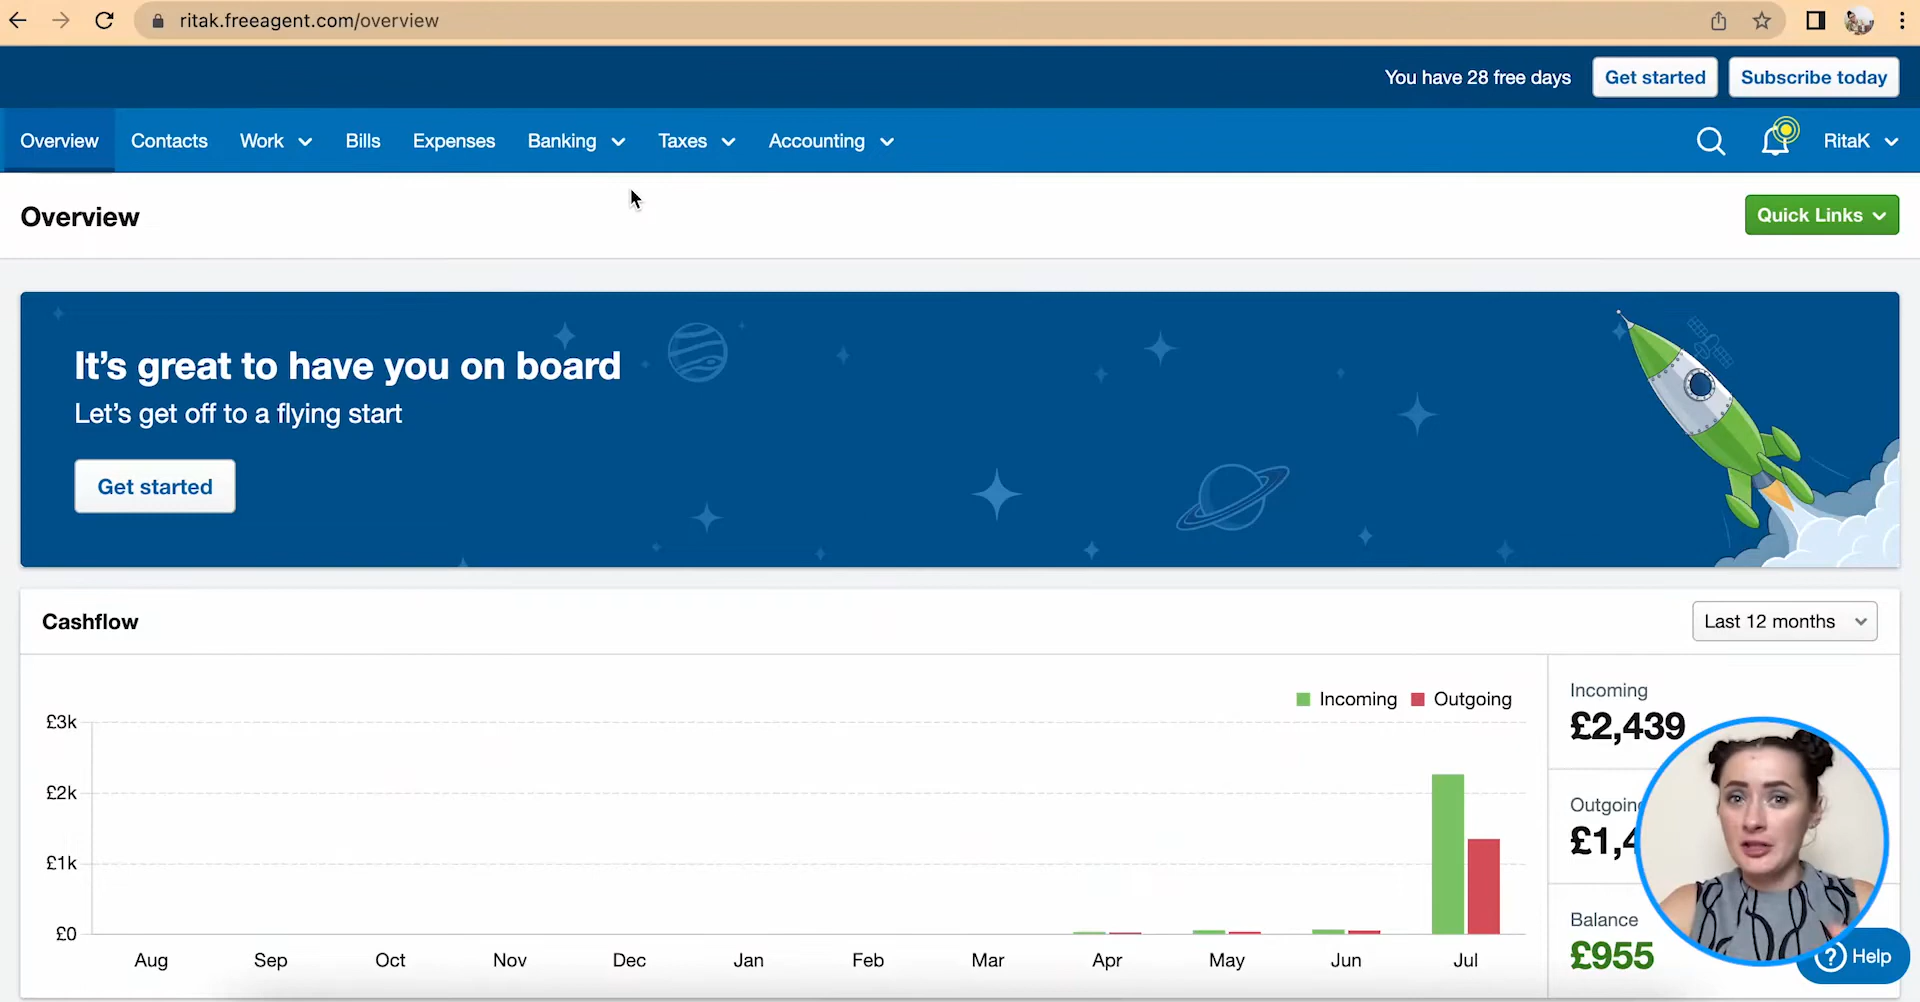 ritak.freeagent.com/overview
You have 28 free days Get started Subscribe today
Overview Contacts Work Bills Expenses Banking Taxes Accounting RitaK
Overview
Quick Links
It's great to have you on board
Let's get off to a flying start
Get started
Cashflow
Last 12 months
Incoming Outgoing
£3k
£2k
£1k
£0
Aug Sep Oct Nov Dec Jan Feb Mar Apr May Jun Jul
Incoming
£2,439
Outgoing
£1,4
Balance
£955
? Help